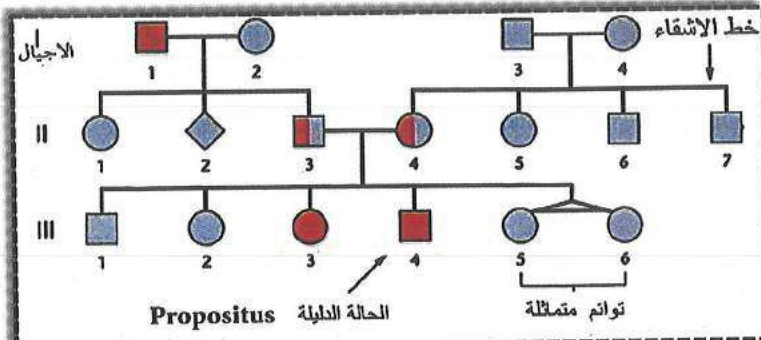 الاجيال I
خط الاشقاء
1 2 3 4
II
1 2 3 4 5 6 7
III
1 2 3 4 5 6
Propositus الحالة الدليلة
توائم متماثلة